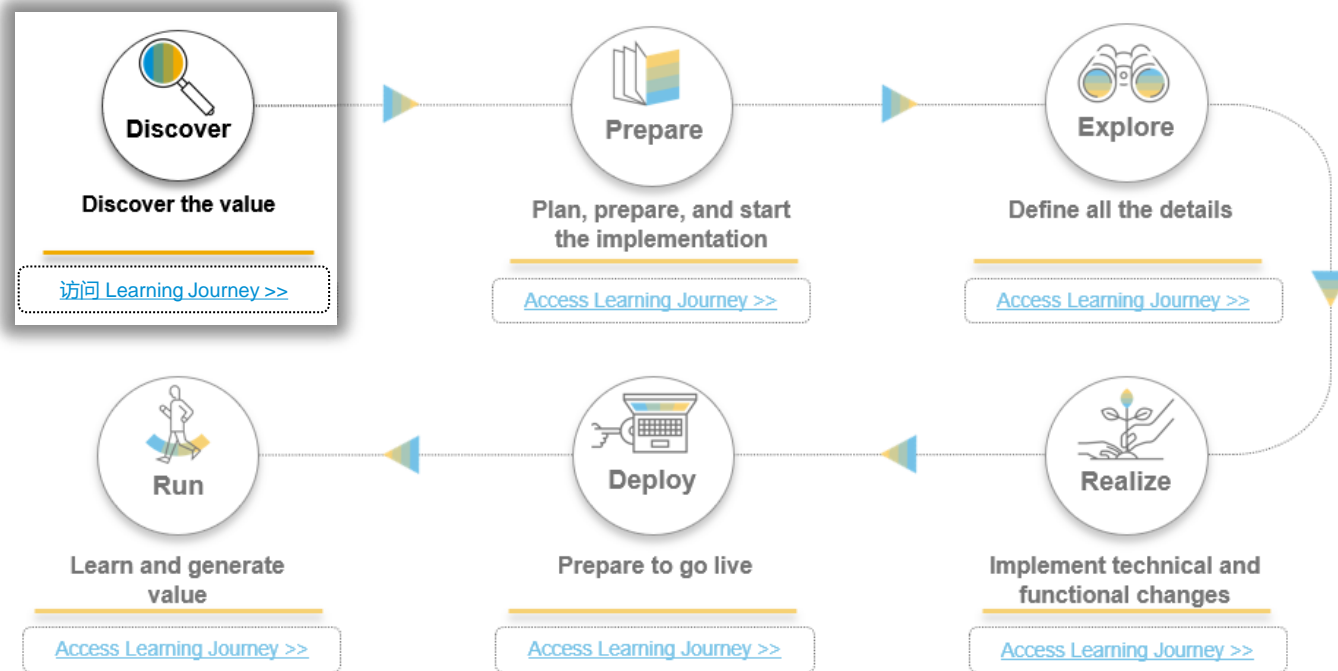 Discover
Discover the value
访问 Learning Journey >>
Prepare
Plan, prepare, and start
the implementation
Access Learning Journey >>
Explore
Define all the details
Access Learning Journey >>
Run
Learn and generate
value
Access Learning Journey >>
Deploy
Prepare to go live
Access Learning Journey >>
Realize
Implement technical and
functional changes
Access Learning Journey >>